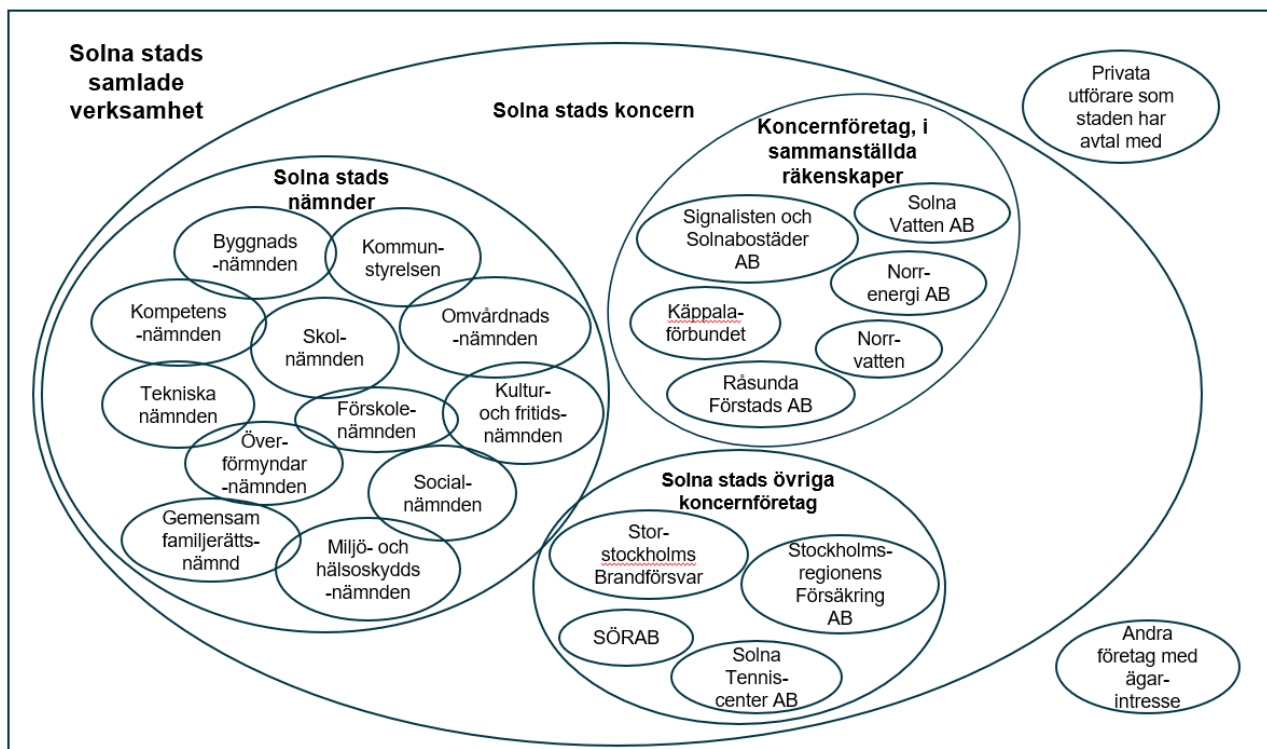 Solna stads
samlade
verksamhet
Solna stads koncern
Privata
utförare som
staden har
avtal med
Solna stads
nämnder
Byggnads
-nämnden
Kommun-
styrelsen
Kompetens
-nämnden
Skol-
nämnden
Omvårdnads
-nämnden
Tekniska
nämnden
Förskole-
nämnden
Kultur-
och fritids-
nämnden
Över-
förmyndar
-nämnden
Social-
nämnden
Gemensam
familjerätts-
nämnd
Miljö- och
hälsoskydds
-nämnden
Koncernföretag, i
sammanställda
räkenskaper
Signalisten och
Solnabostäder
AB
Solna
Vatten AB
Norr-
energi AB
Käppala-
förbundet
Norr-
vatten
Råsunda
Förstads AB
Solna stads övriga
koncernföretag
Stor-
stockholms
Brandförsvar
Stockholms-
regionens
Försäkring
AB
SÖRAB
Solna
Tennis-
center AB
Andra
företag med
ägar-
intresse